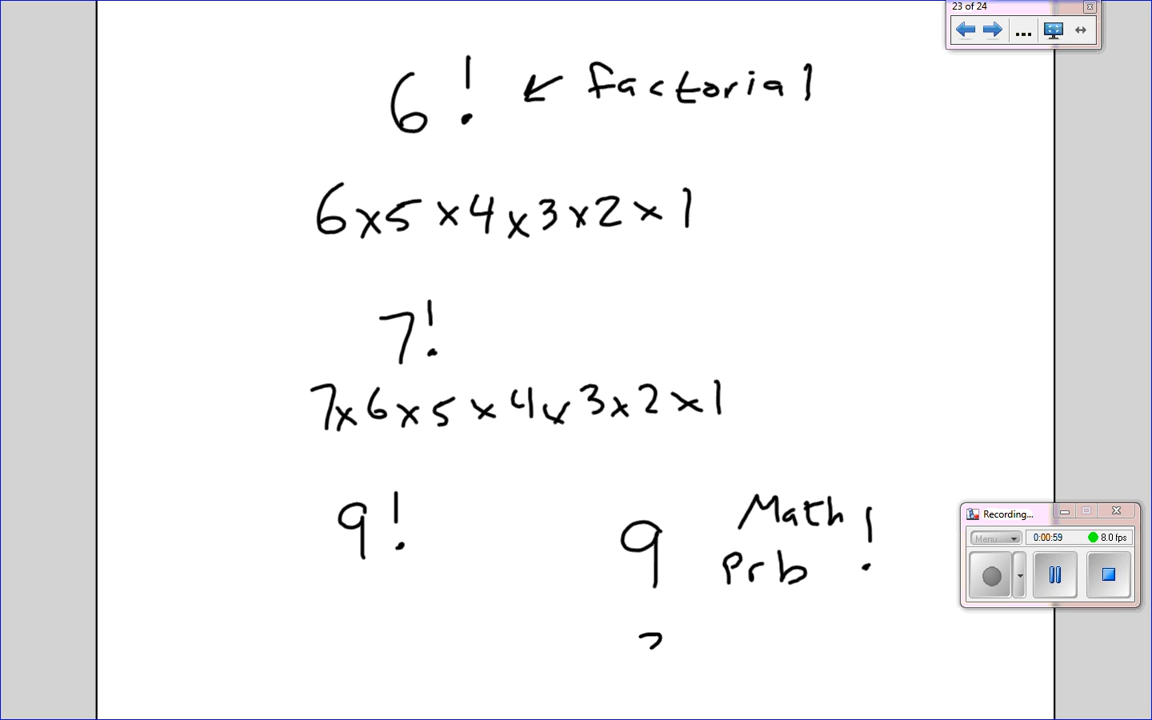 23 of 24
6! ← factorial
6x5x4x3x2x1
7!
7x6x5x4x3x2x1
9!
9 Math
Prb !
Recording...
Menu
0:00:59
8.0 fps